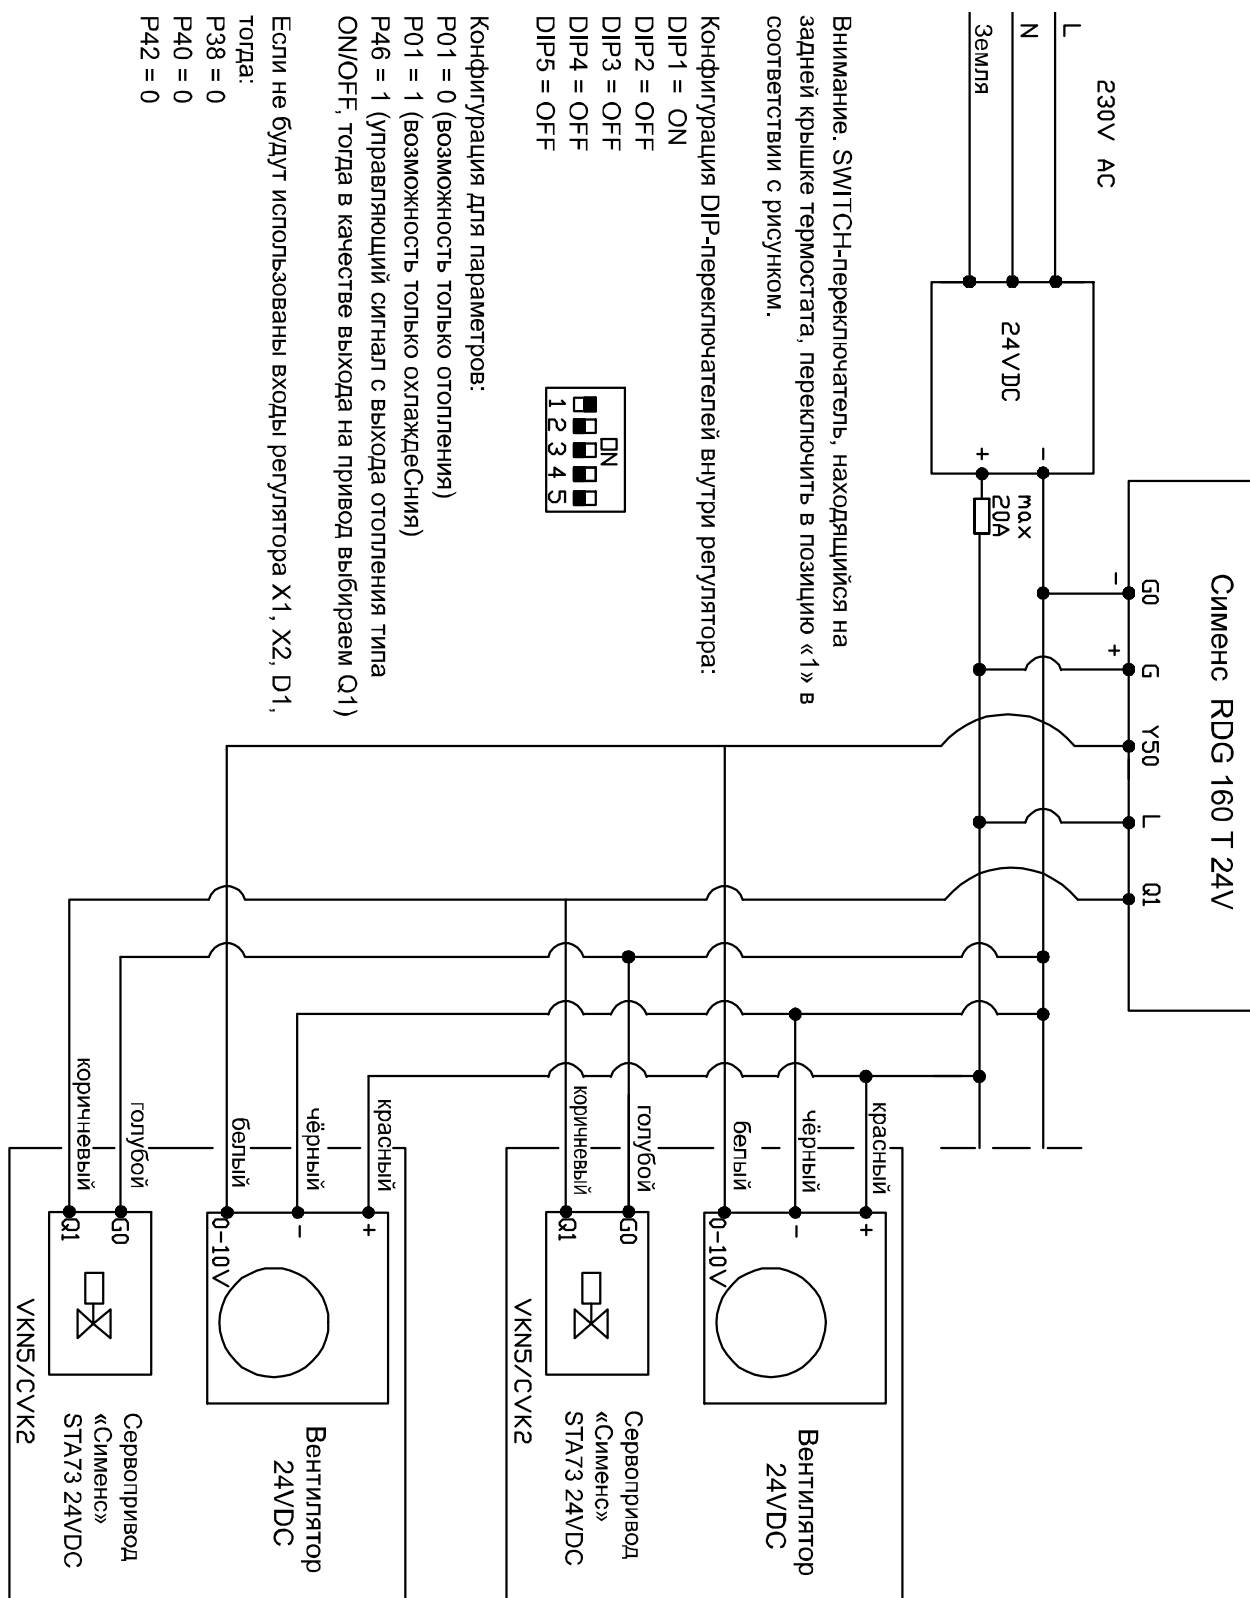 Сименс RDG 160 T 24V
G0
G
Y50
L
Q1
-
+
230V AC
L
N
Земля
24VDC
-
+
max
20A
Внимание. SWITCH-переключатель, находящийся на
задней крышке термостата, переключить в позицию «1» в
соответствии с рисунком.
Конфигурация DIP-переключателей внутри регулятора:
DIP1 = ON
DIP2 = OFF
DIP3 = OFF
DIP4 = OFF
DIP5 = OFF
ON
1 2 3 4 5
Конфигурация для параметров:
P01 = 0 (возможность только отопления)
P01 = 1 (возможность только охлаждеСния)
P46 = 1 (управляющий сигнал с выхода отопления типа
ON/OFF, тогда в качестве выхода на привод выбираем Q1)
Если не будут использованы входы регулятора X1, X2, D1,
тогда:
P38 = 0
P40 = 0
P42 = 0
красный
чёрный
белый
голубой
коричневый
+
-
0-10V
G0
Q1
Вентилятор
24VDC
Сервопривод
«Сименс»
STA73 24VDC
VKN5/CVK2
красный
чёрный
белый
голубой
коричневый
+
-
0-10V
G0
Q1
Вентилятор
24VDC
Сервопривод
«Сименс»
STA73 24VDC
VKN5/CVK2